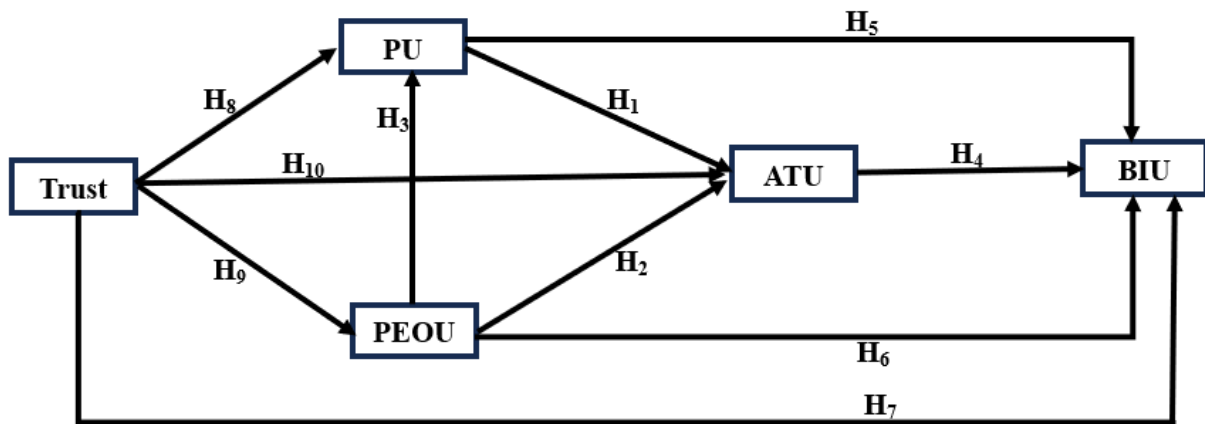 H₅
PU
H₈
H₁
H₃
H₁₀
H₄
Trust
ATU
BIU
H₉
H₂
PEOU
H₆
H₇